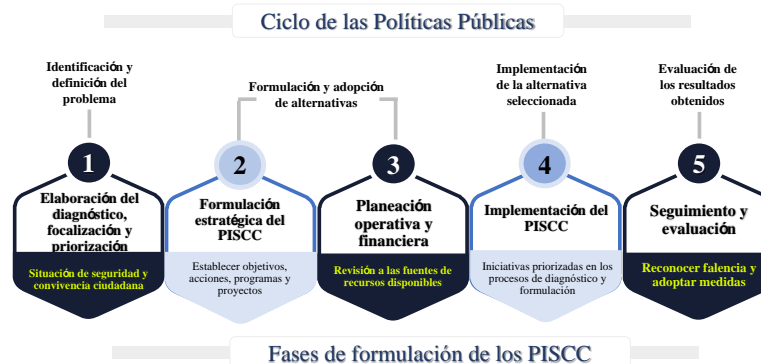 Ciclo de las Políticas Públicas
Identificación y
definición del
problema
Formulación y adopción
de alternativas
Implementación
de la alternativa
seleccionada
Evaluación de
los resultados
obtenidos
1
Elaboración del
diagnóstico,
focalización y
priorización
Situación de seguridad y
convivencia ciudadana
2
Formulación
estratégica del
PISCC
Establecer objetivos,
acciones, programas y
proyectos
3
Planeación
operativa y
financiera
Revisión a las fuentes de
recursos disponibles
4
Implementación del
PISCC
Iniciativas priorizadas en los
procesos de diagnóstico y
formulación
5
Seguimiento y
evaluación
Reconocer falencia y
adoptar medidas
Fases de formulación de los PISCC